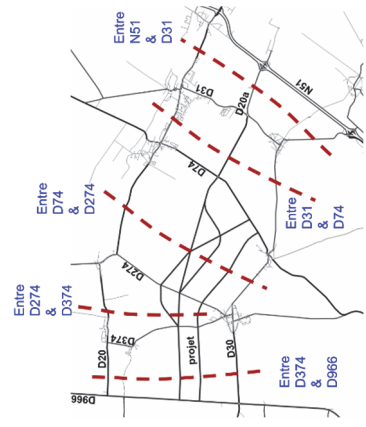 Entre
N51
&
D31
Entre
D74
&
D274
Entre
D274
&
D374
Entre
D31
&
D74
Entre
D374
&
D966
N51
D31
D20a
D74
D274
D374
D20
D30
projet
D966